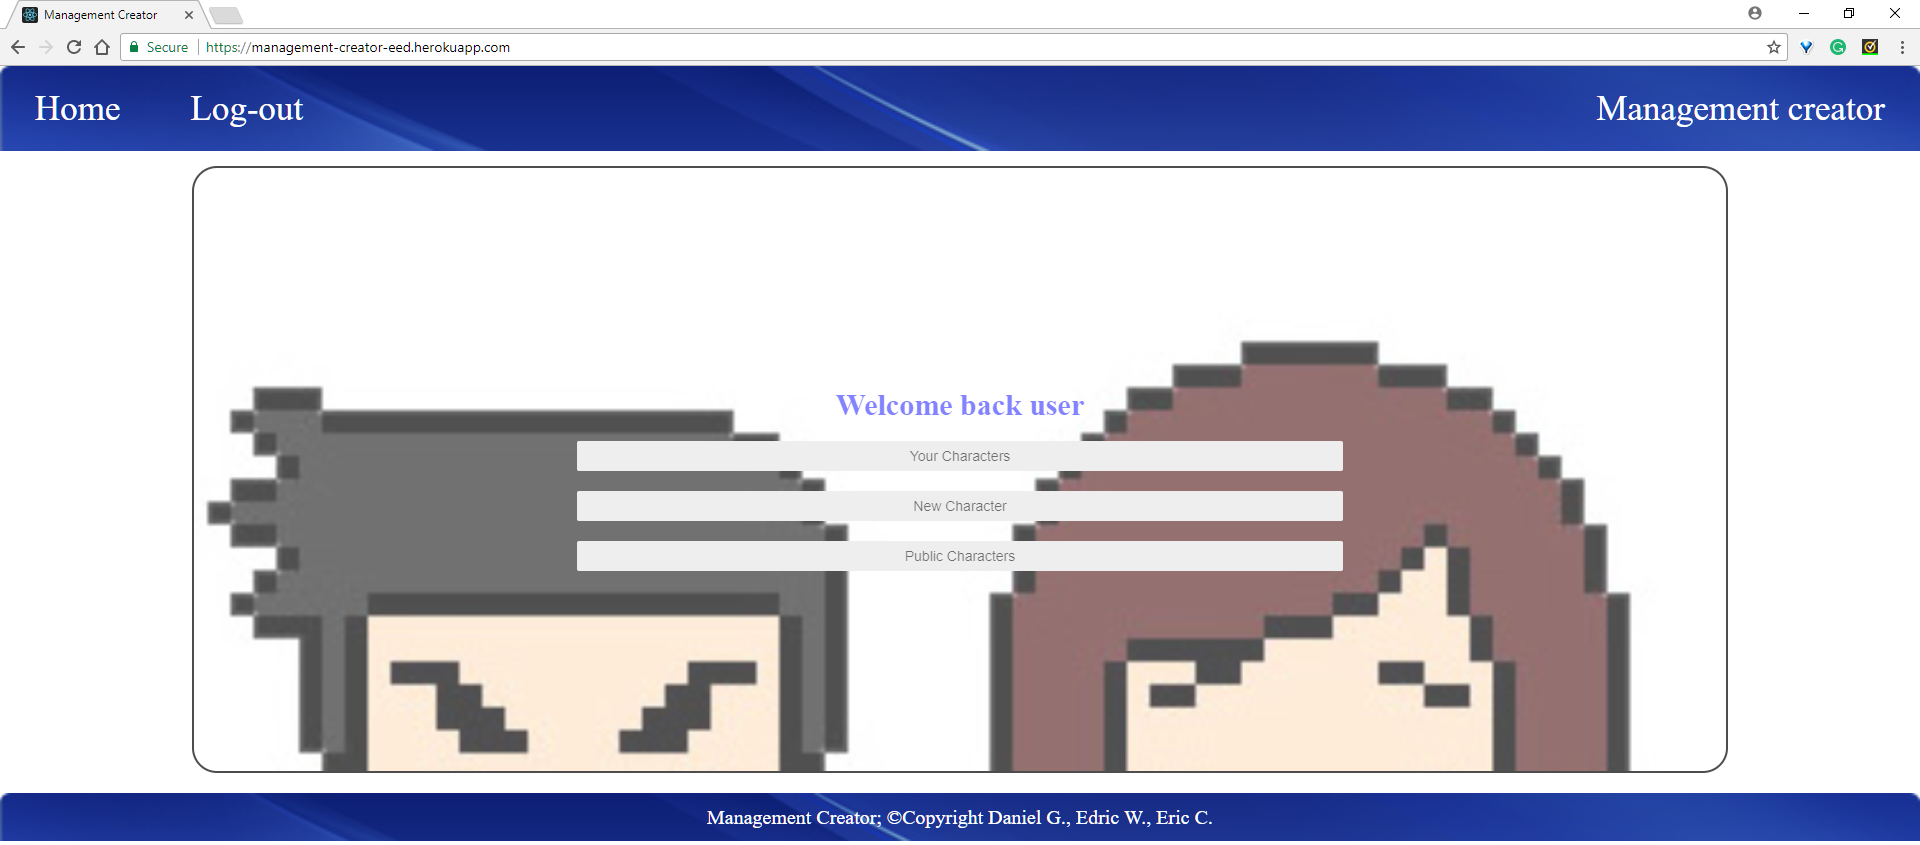 Management Creator
Secure
https://management-creator-eed.herokuapp.com
Home
Log-out
Management creator
Welcome back user
Your Characters
New Character
Public Characters
Management Creator; ©Copyright Daniel G., Edric W., Eric C.